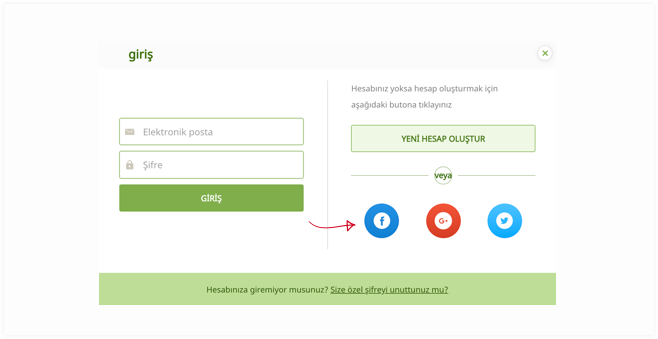 giriş
Elektronik posta
Şifre
GİRİŞ
Hesabınız yoksa hesap oluşturmak için
aşağıdaki butona tıklayınız
YENİ HESAP OLUŞTUR
veya
f
G+
Hesabınıza giremiyor musunuz? Size özel şifreyi unuttunuz mu?